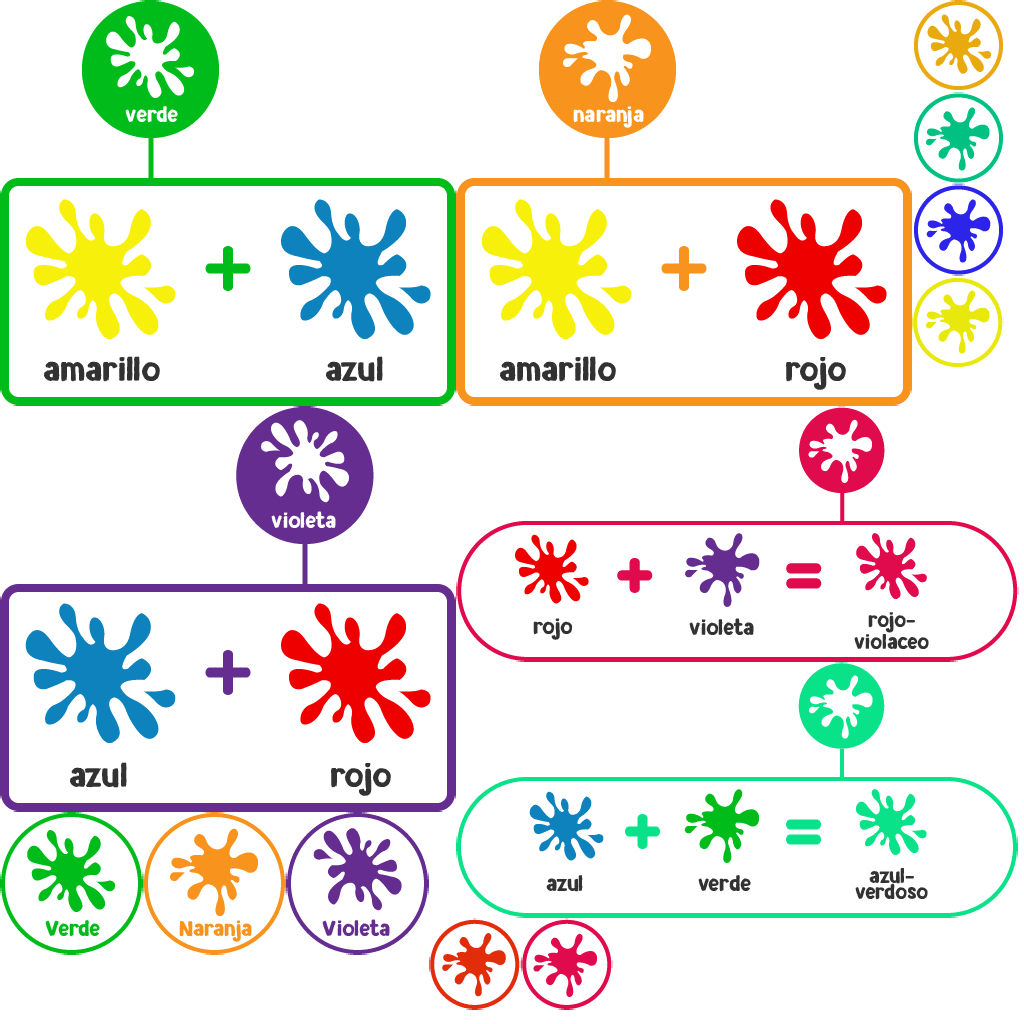 verde
amarillo + azul
naranja
amarillo + rojo
violeta
azul + rojo
rojo + violeta = rojo-
violaceo
azul + verde = azul-
verdoso
Verde
Naranja
Violeta